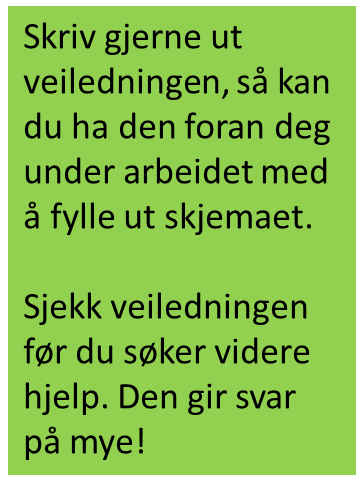 Skriv gjerne ut
veiledningen, så kan
du ha den foran deg
under arbeidet med
å fylle ut skjemaet.
Sjekk veiledningen
før du søker videre
hjelp. Den gir svar
på mye!